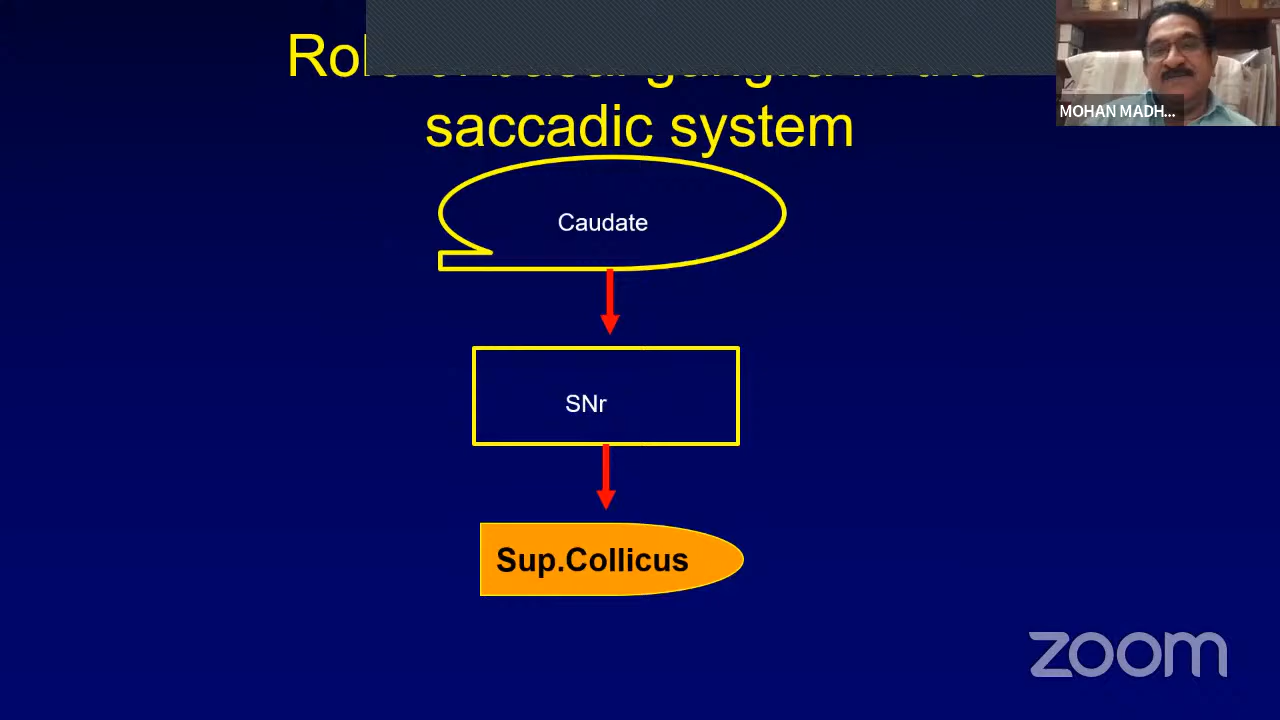 saccadic system
MOHAN MADH...
Caudate
SNr
Sup.Collicus
zoom